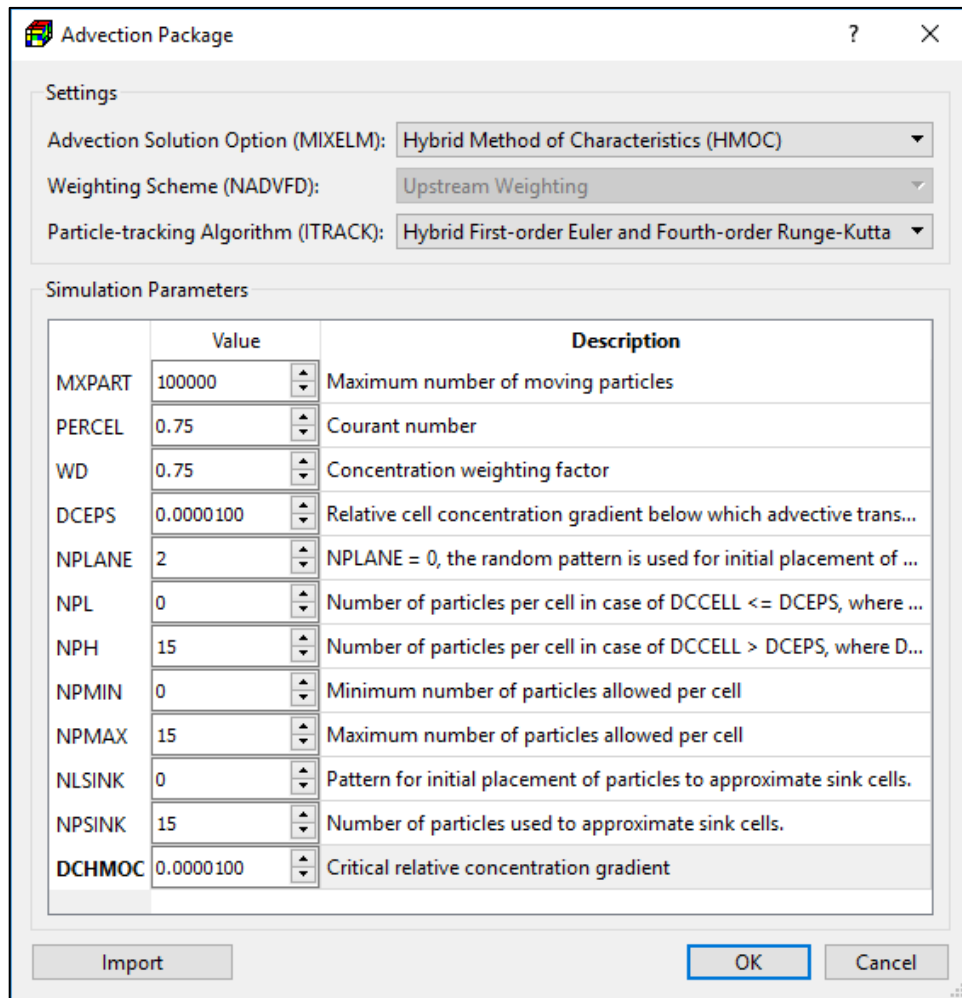 Advection Package
?
Settings
Advection Solution Option (MIXELM): Hybrid Method of Characteristics (HMOC)
Weighting Scheme (NADVFD): Upstream Weighting
Particle-tracking Algorithm (ITRACK): Hybrid First-order Euler and Fourth-order Runge-Kutta
Simulation Parameters
Value Description
MXPART 100000 Maximum number of moving particles
PERCEL 0.75 Courant number
WD 0.75 Concentration weighting factor
DCEPS 0.0000100 Relative cell concentration gradient below which advective trans...
NPLANE 2 NPLANE = 0, the random pattern is used for initial placement of ...
NPL 0 Number of particles per cell in case of DCCELL <= DCEPS, where ...
NPH 15 Number of particles per cell in case of DCCELL > DCEPS, where D...
NPMIN 0 Minimum number of particles allowed per cell
NPMAX 15 Maximum number of particles allowed per cell
NLSINK 0 Pattern for initial placement of particles to approximate sink cells.
NPSINK 15 Number of particles used to approximate sink cells.
DCHMOC 0.0000100 Critical relative concentration gradient
Import OK Cancel